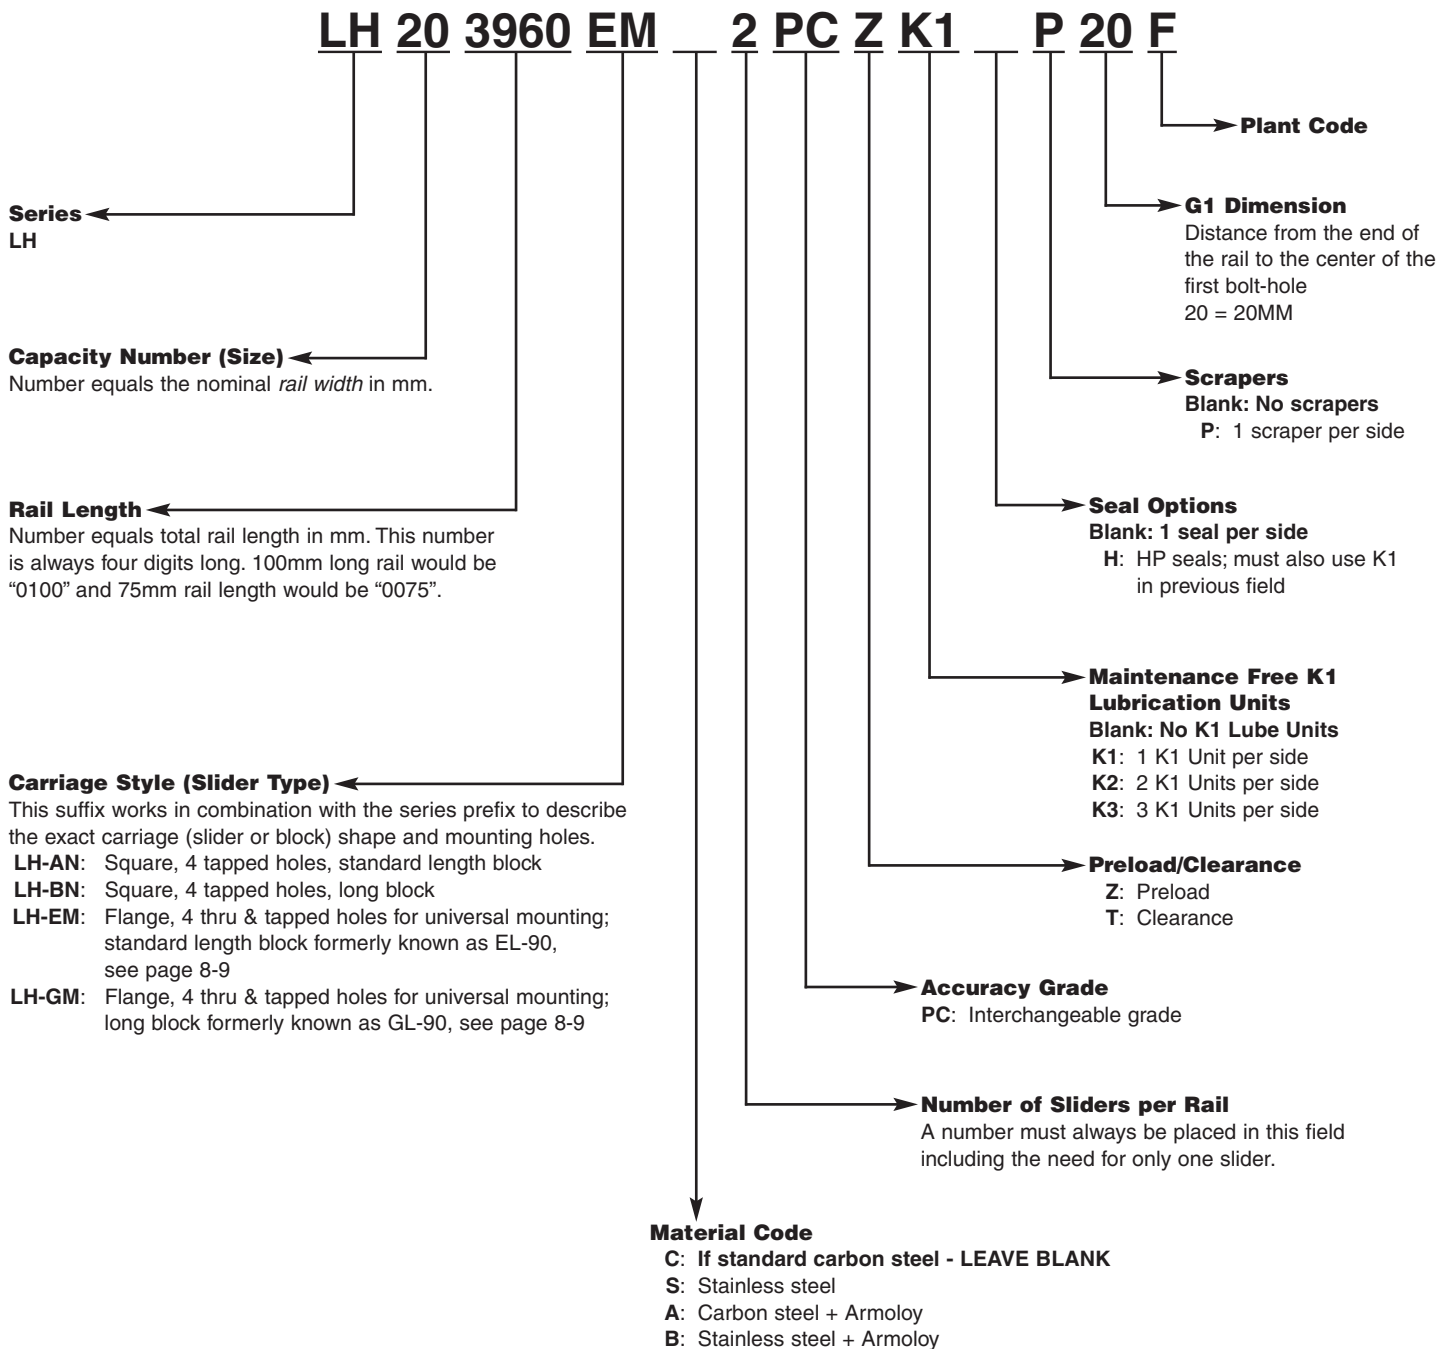 LH 20 3960 EM 2 PC Z K1 P 20 F
Plant Code
Series
LH
G1 Dimension
Distance from the end of
the rail to the center of the
first bolt-hole
20 = 20MM
Capacity Number (Size)
Number equals the nominal rail width in mm.
Scrapers
Blank: No scrapers
P: 1 scraper per side
Rail Length
Number equals total rail length in mm. This number
is always four digits long. 100mm long rail would be
“0100” and 75mm rail length would be “0075”.
Seal Options
Blank: 1 seal per side
H: HP seals; must also use K1
in previous field
Maintenance Free K1
Lubrication Units
Blank: No K1 Lube Units
K1: 1 K1 Unit per side
K2: 2 K1 Units per side
K3: 3 K1 Units per side
Carriage Style (Slider Type)
This suffix works in combination with the series prefix to describe
the exact carriage (slider or block) shape and mounting holes.
LH-AN: Square, 4 tapped holes, standard length block
LH-BN: Square, 4 tapped holes, long block
LH-EM: Flange, 4 thru & tapped holes for universal mounting;
standard length block formerly known as EL-90,
see page 8-9
LH-GM: Flange, 4 thru & tapped holes for universal mounting;
long block formerly known as GL-90, see page 8-9
Preload/Clearance
Z: Preload
T: Clearance
Accuracy Grade
PC: Interchangeable grade
Number of Sliders per Rail
A number must always be placed in this field
including the need for only one slider.
Material Code
C: If standard carbon steel - LEAVE BLANK
S: Stainless steel
A: Carbon steel + Armoloy
B: Stainless steel + Armoloy